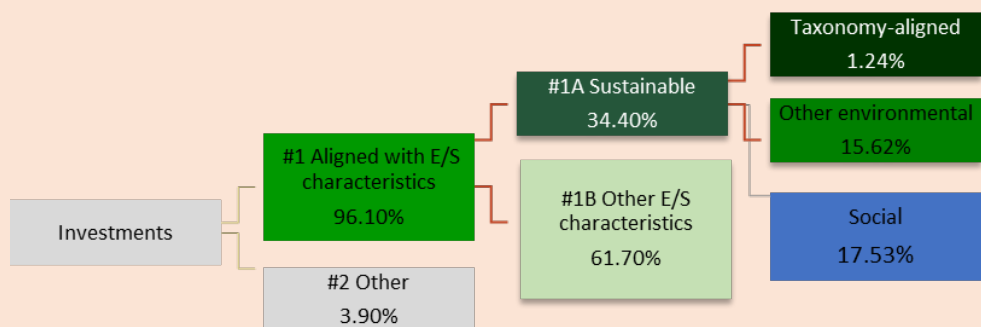 Investments
#1 Aligned with E/S
characteristics
96.10%
#2 Other
3.90%
#1A Sustainable
34.40%
#1B Other E/S
characteristics
61.70%
Taxonomy-aligned
1.24%
Other environmental
15.62%
Social
17.53%